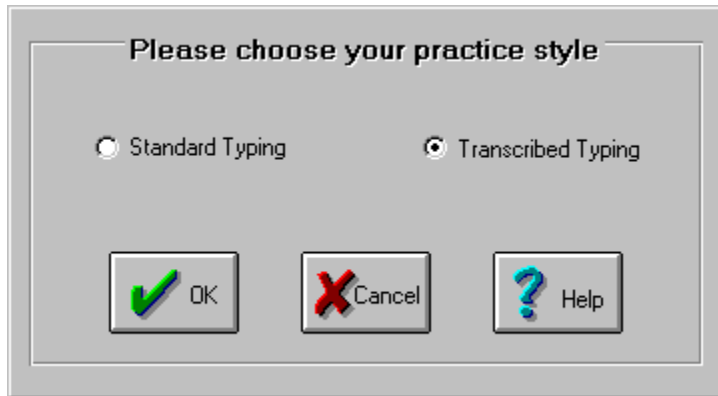 Please choose your practice style
Standard Typing Transcribed Typing
OK Cancel Help